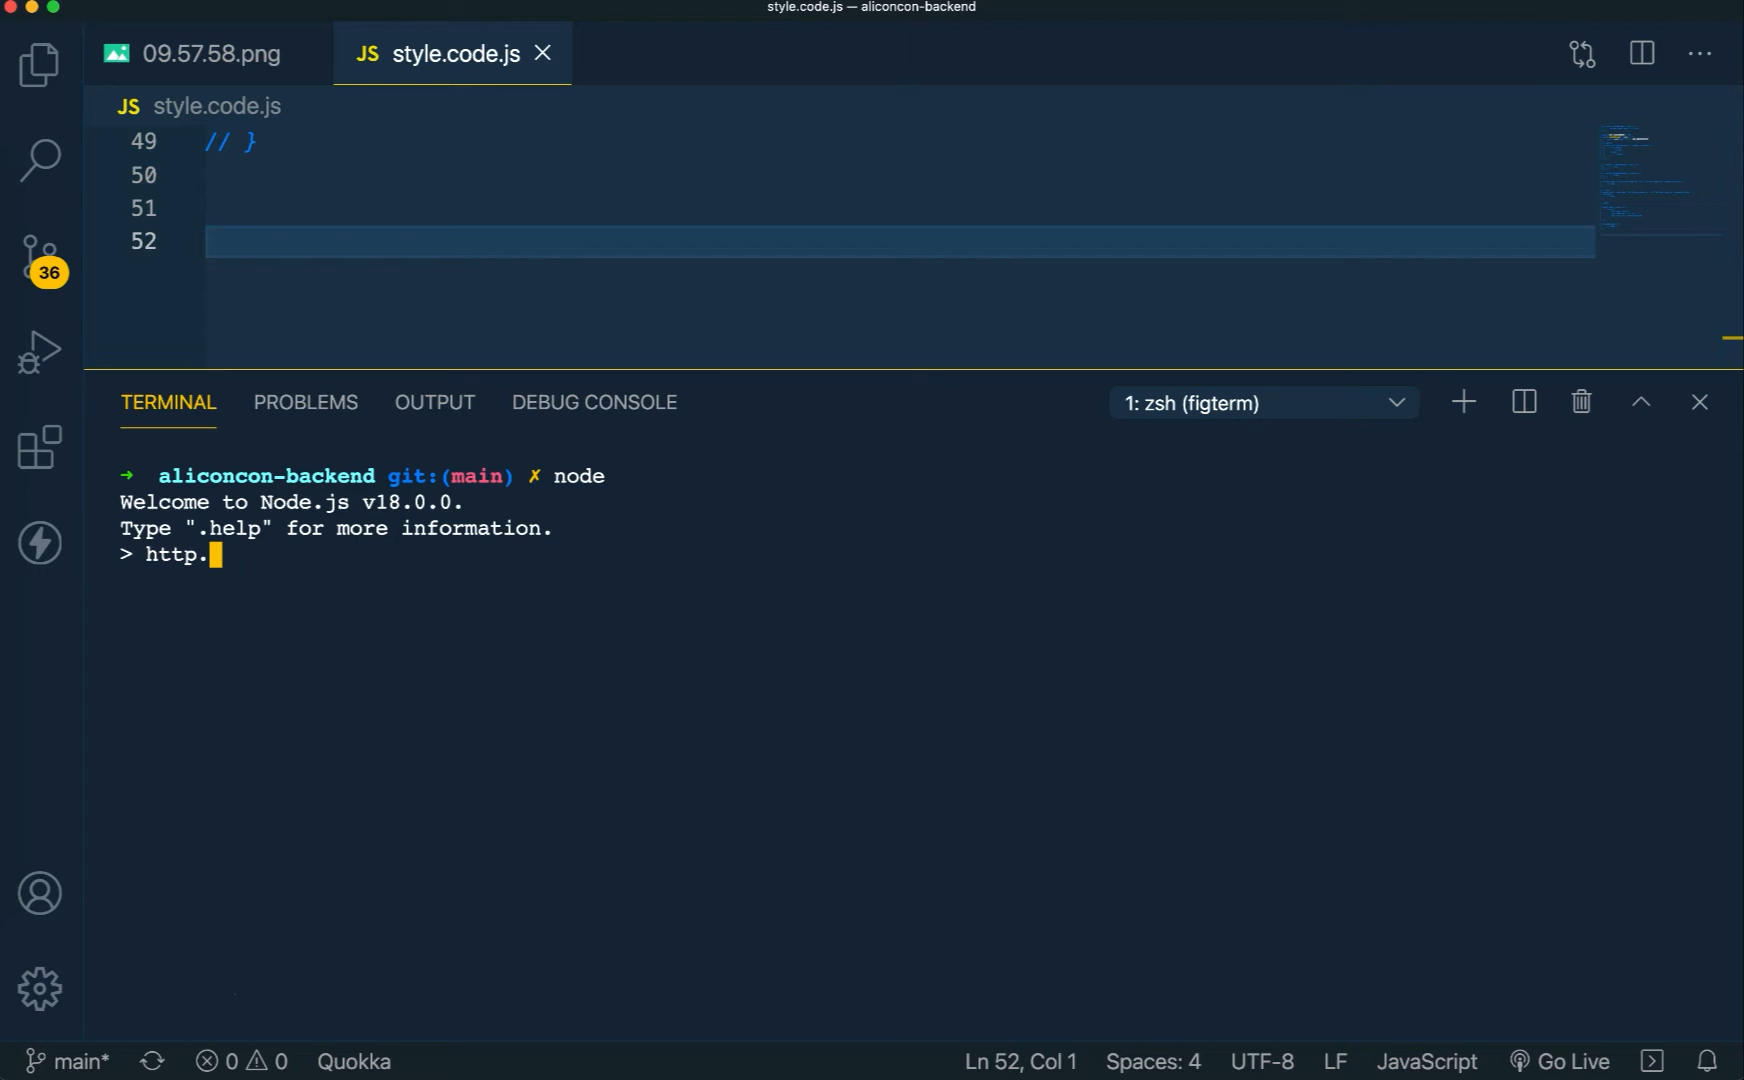 style.code.js — aliconcon-backend
09.57.58.png
JS style.code.js
JS style.code.js
49 // }
50
51
52
36
TERMINAL PROBLEMS OUTPUT DEBUG CONSOLE 1: zsh (figterm)
➜ aliconcon-backend git:(main) ✗ node
Welcome to Node.js v18.0.0.
Type ".help" for more information.
> http.
main* 0 0 Quokka Ln 52, Col 1 Spaces: 4 UTF-8 LF JavaScript Go Live